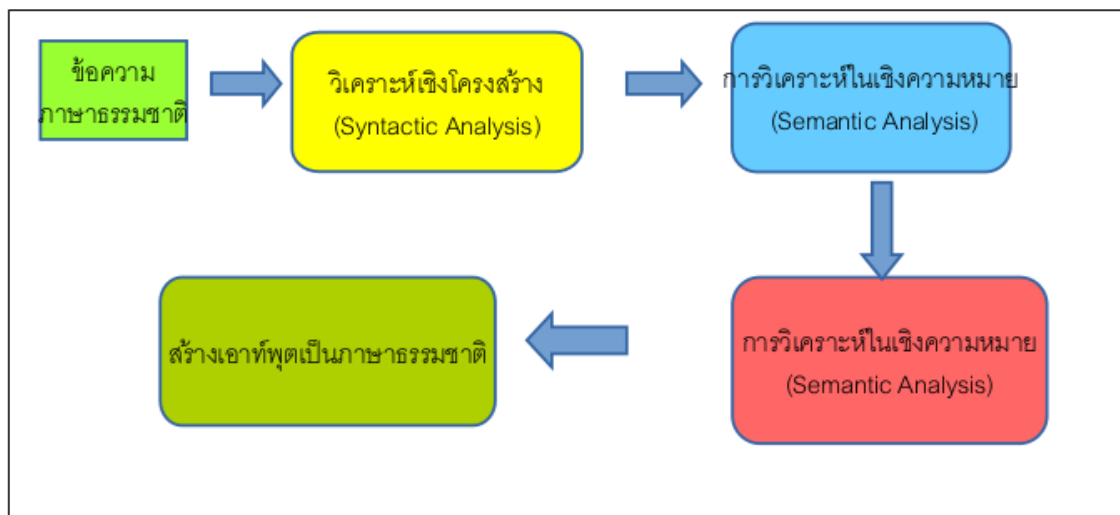 ข้อความ
ภาษาธรรมชาติ
วิเคราะห์เชิงโครงสร้าง
(Syntactic Analysis)
การวิเคราะห์ในเชิงความหมาย
(Semantic Analysis)
การวิเคราะห์ในเชิงความหมาย
(Semantic Analysis)
สร้างเอาท์พุตเป็นภาษาธรรมชาติ